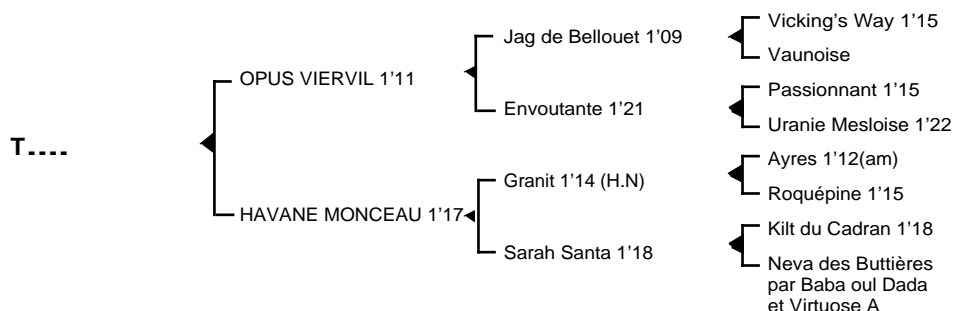 Vicking's Way 1'15
Jag de Bellouet 1'09
Vaunoise
OPUS VIERVIL 1'11
Passionnant 1'15
Envoutante 1'21
Uranie Mesloise 1'22
T----
Ayres 1'12(am)
Granit 1'14 (H.N)
Roquépine 1'15
HAVANE MONCEAU 1'17
Kilt du Cadran 1'18
Sarah Santa 1'18
Neva des Buttières
par Baba oul Dada
et Virtuose A